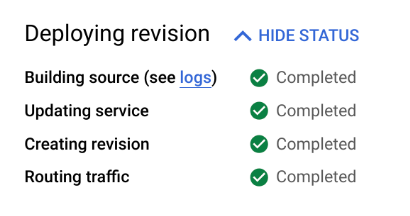 Deploying revision HIDE STATUS
Building source (see logs) Completed
Updating service Completed
Creating revision Completed
Routing traffic Completed